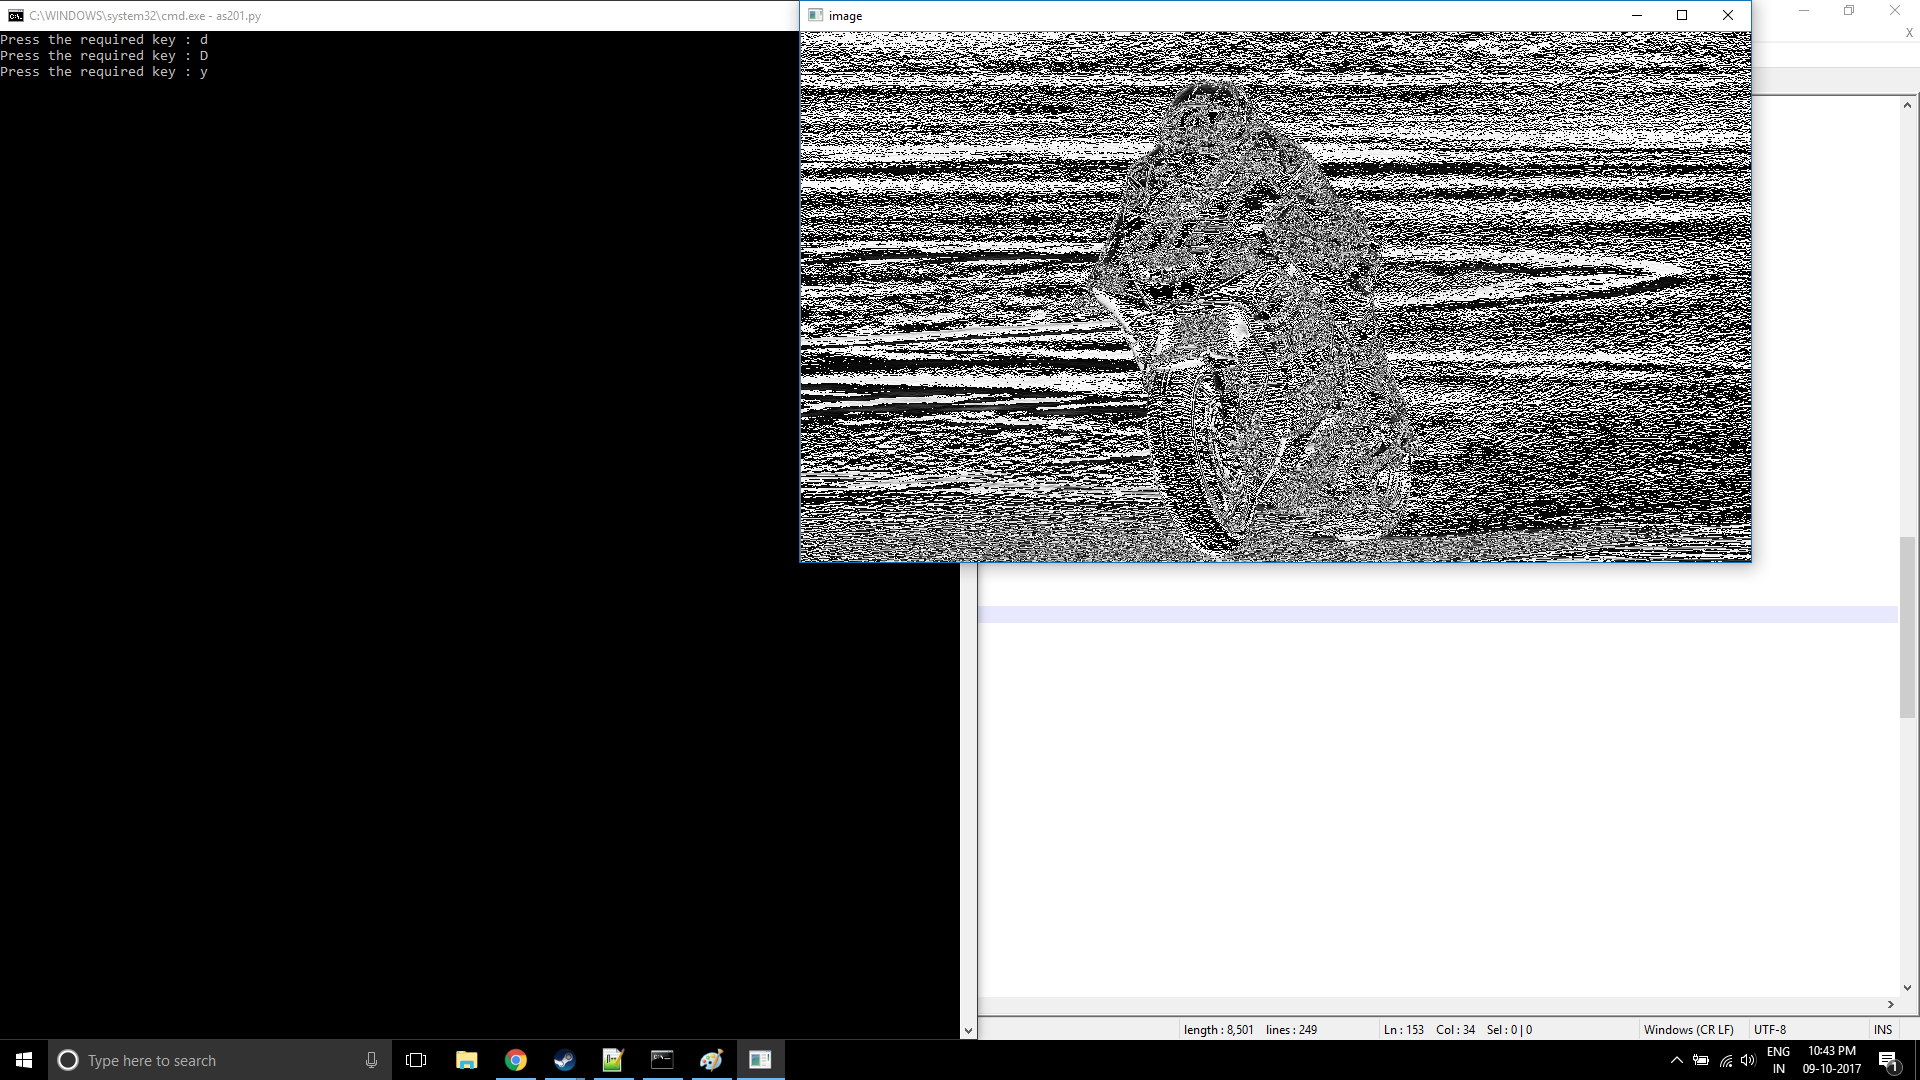 C:\WINDOWS\system32\cmd.exe - as201.py
Press the required key : d
Press the required key : D
Press the required key : y
image
X
length : 8,501 lines : 249
Ln : 153 Col : 34 Sel : 0 | 0
Windows (CR LF)
UTF-8
INS
Type here to search
ENG
IN
10:43 PM
09-10-2017
1